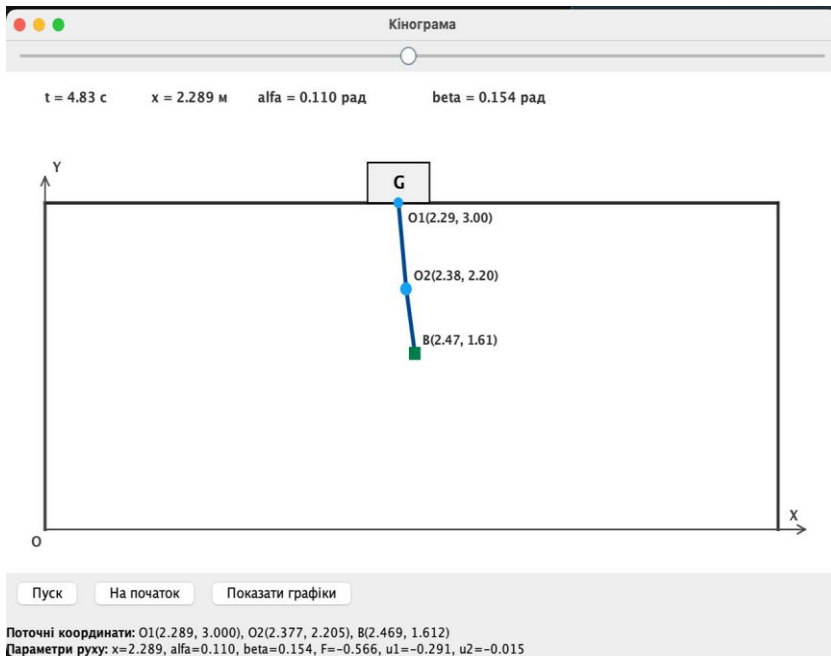 Кінограма
t = 4.83 с x = 2.289 м alfa = 0.110 рад beta = 0.154 рад
Y
G
O1(2.29, 3.00)
O2(2.38, 2.20)
B(2.47, 1.61)
X
O
Пуск На початок Показати графіки
Поточні координати: O1(2.289, 3.000), O2(2.377, 2.205), B(2.469, 1.612)
Параметри руху: x=2.289, alfa=0.110, beta=0.154, F=−0.566, u1=−0.291, u2=−0.015